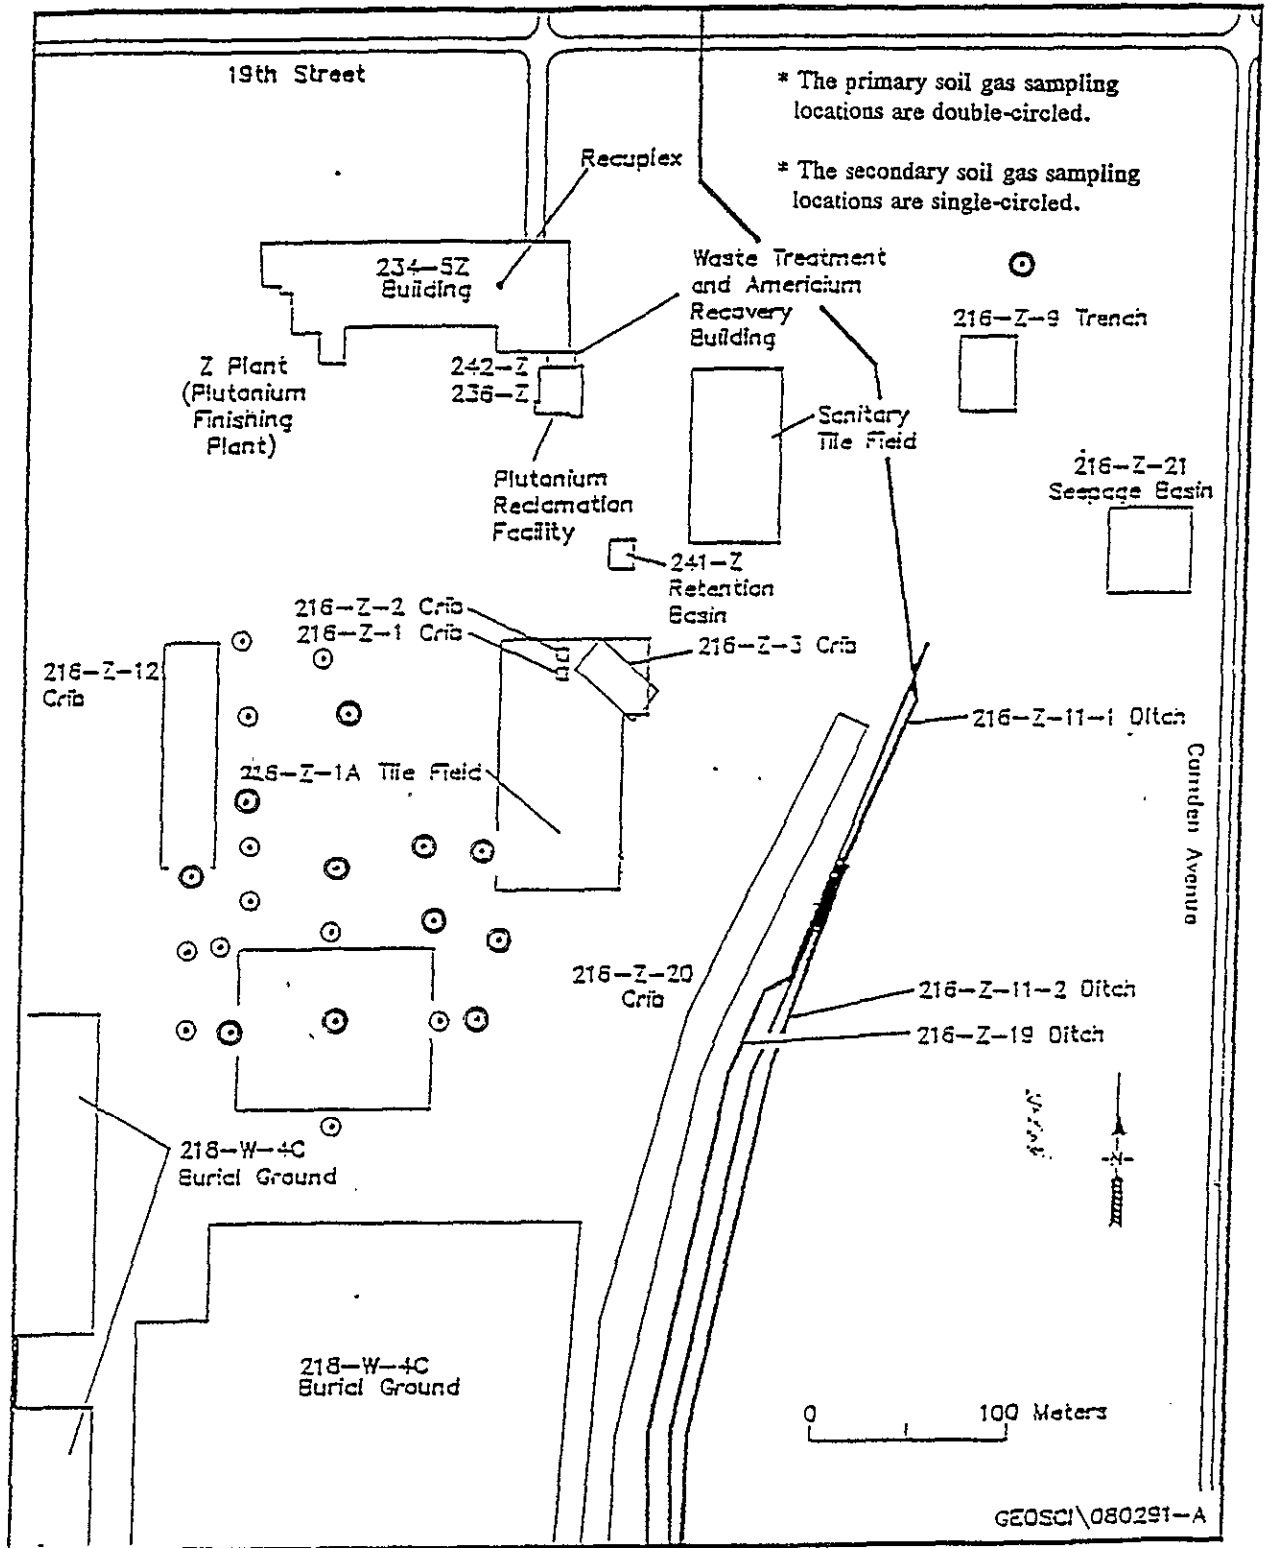 19th Street
* The primary soil gas sampling
locations are double-circled.
Recuplex
* The secondary soil gas sampling
locations are single-circled.
234-5Z
Building
Waste Treatment
and Americium
Recovery
Building
216-Z-9 Trench
Z Plant
(Plutonium
Finishing
Plant)
242-Z
236-Z
Sanitary
Tile Field
Plutonium
Reclamation
Facility
216-Z-21
Seepage Basin
241-Z
Retention
Basin
216-Z-2 Crib
216-Z-1 Crib
216-Z-3 Crib
216-Z-12
Crib
216-Z-11-1 Ditch
Camden Avenue
216-Z-1A Tile Field
216-Z-20
Crib
216-Z-11-2 Ditch
216-Z-19 Ditch
N
218-W-4C
Burial Ground
218-W-4C
Burial Ground
0 100 Meters
GEOSCI\080291-A